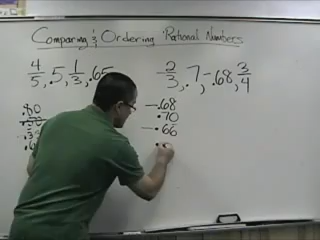 Comparing & Ordering Rational Numbers
4/5, .5, 1/3, .65
-2/3, .7, -.68, 3/4
.80
-.68
.70
-.66